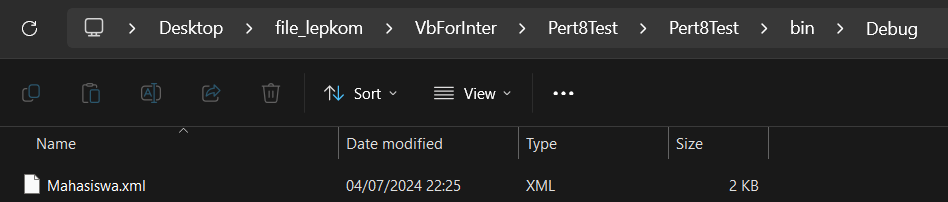 Desktop > file_lepkom > VbForInter > Pert8Test > Pert8Test > bin > Debug
Sort View
Name Date modified Type Size
Mahasiswa.xml 04/07/2024 22:25 XML 2 KB